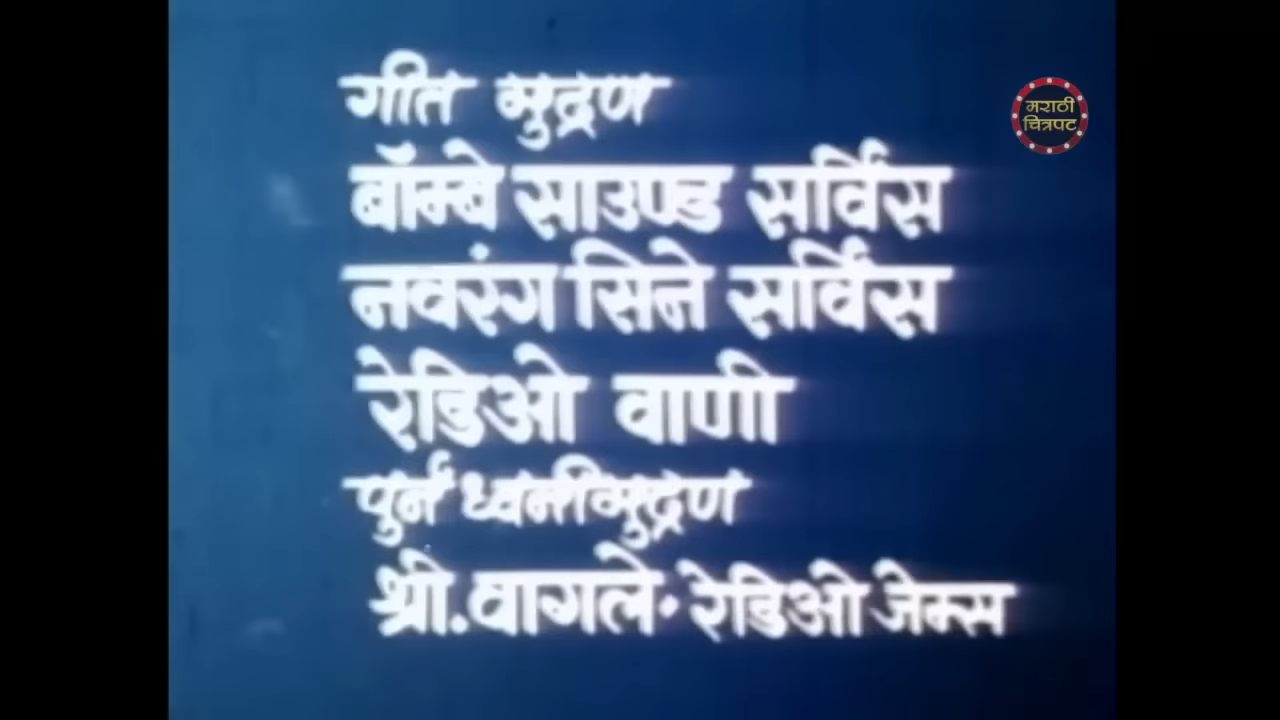 गीत मुद्रण
बॉम्बे साउण्ड सर्विस
नवरंग सिने सर्विस
रेडिओ वाणी
पुर्न ध्वनीमुद्रण
श्री. वागले. रेडिओ जेम्स
मराठी
चित्रपट